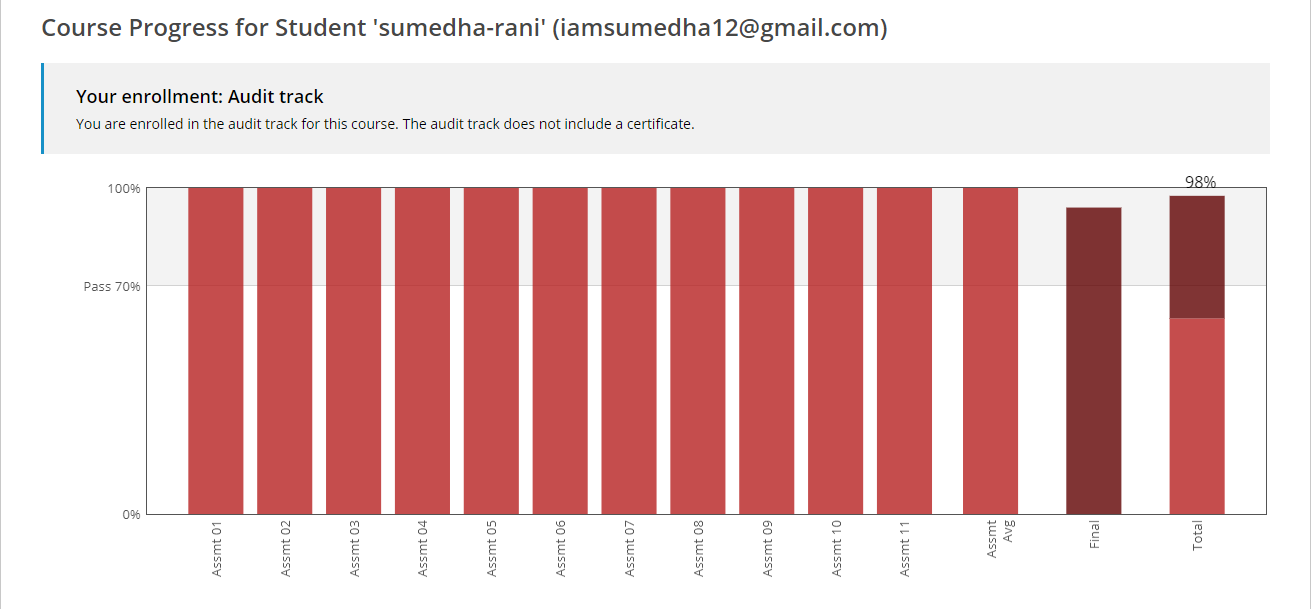 Course Progress for Student 'sumedha-rani' (iamsumedha12@gmail.com)
Your enrollment: Audit track
You are enrolled in the audit track for this course. The audit track does not include a certificate.
98%
100%
Pass 70%
0%
Assmt 01
Assmt 02
Assmt 03
Assmt 04
Assmt 05
Assmt 06
Assmt 07
Assmt 08
Assmt 09
Assmt 10
Assmt 11
Assmt
Avg
Final
Total